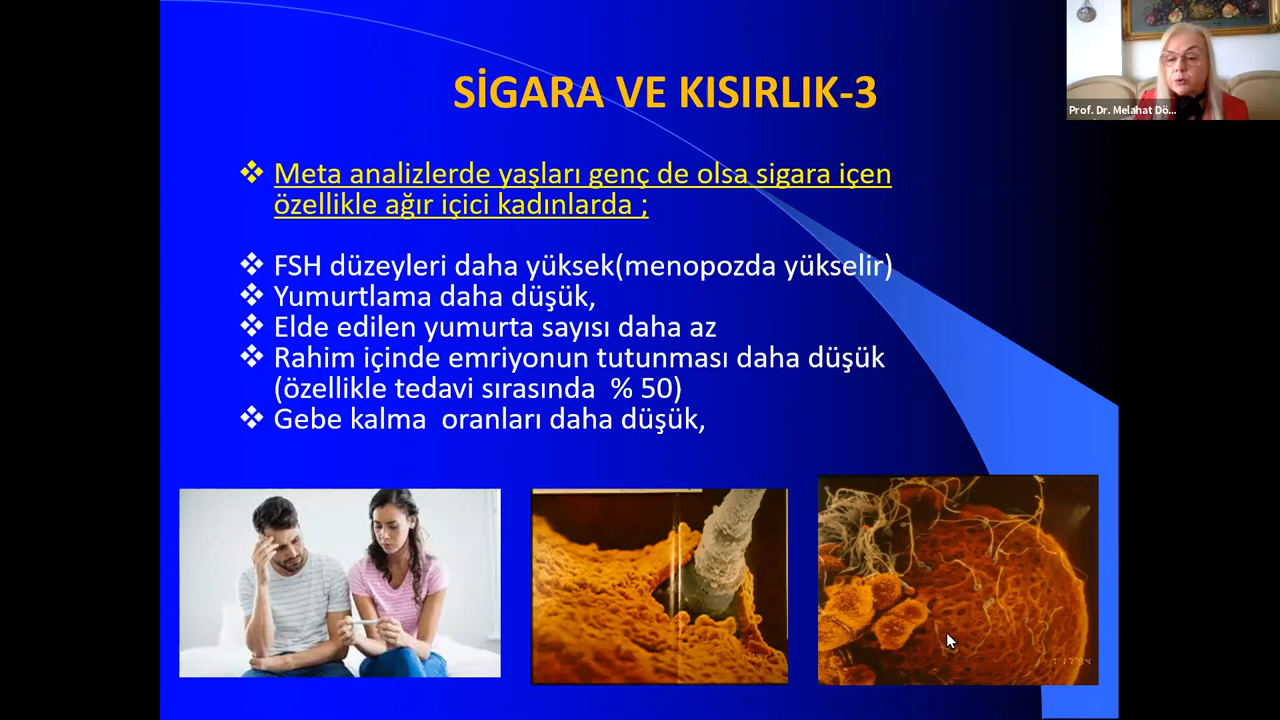 SİGARA VE KISIRLIK-3
Prof. Dr. Melahat Dö...
❖ Meta analizlerde yaşları genç de olsa sigara içen
özellikle ağır içici kadınlarda ;
❖ FSH düzeyleri daha yüksek(menopozda yükselir)
❖ Yumurtlama daha düşük,
❖ Elde edilen yumurta sayısı daha az
❖ Rahim içinde emriyonun tutunması daha düşük
(özellikle tedavi sırasında % 50)
❖ Gebe kalma oranları daha düşük,